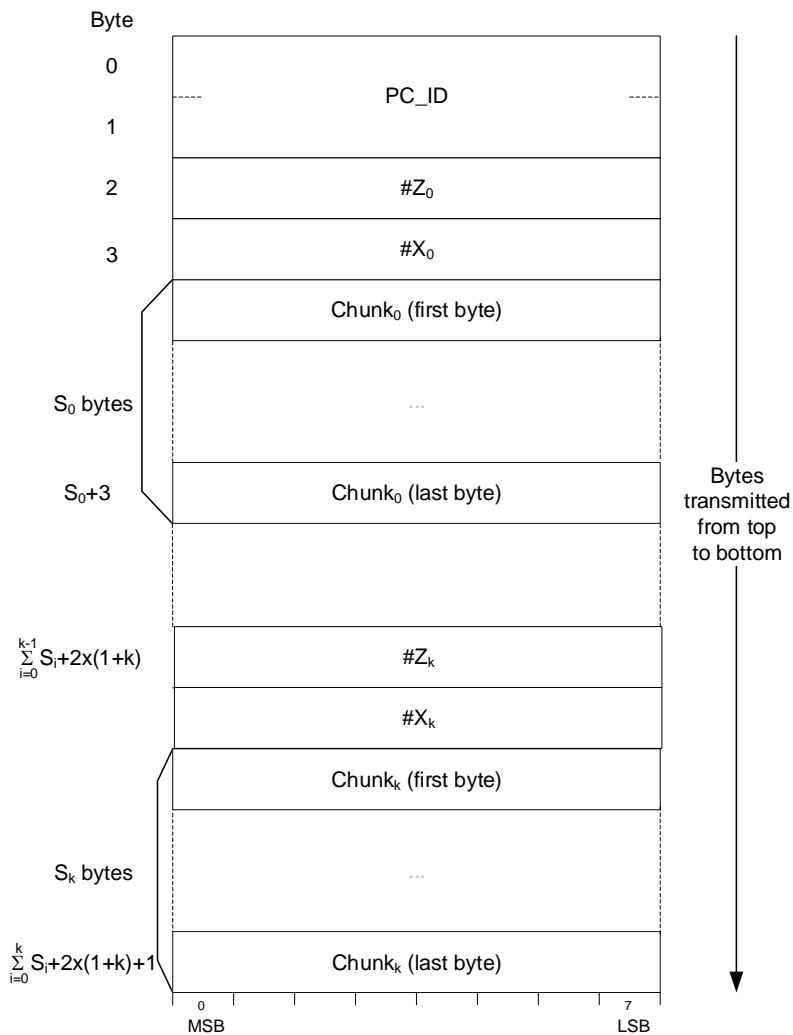 Byte
0
PC_ID
1
2
#Z₀
3
#X₀
Chunk₀ (first byte)
S₀ bytes
...
S₀+3
Chunk₀ (last byte)
Bytes
transmitted
from top
to bottom
k-1
Σ Sᵢ+2x(1+k)
i=0
#Zₖ
#Xₖ
Chunkₖ (first byte)
Sₖ bytes
...
k
Σ Sᵢ+2x(1+k)+1
i=0
Chunkₖ (last byte)
0 7
MSB LSB